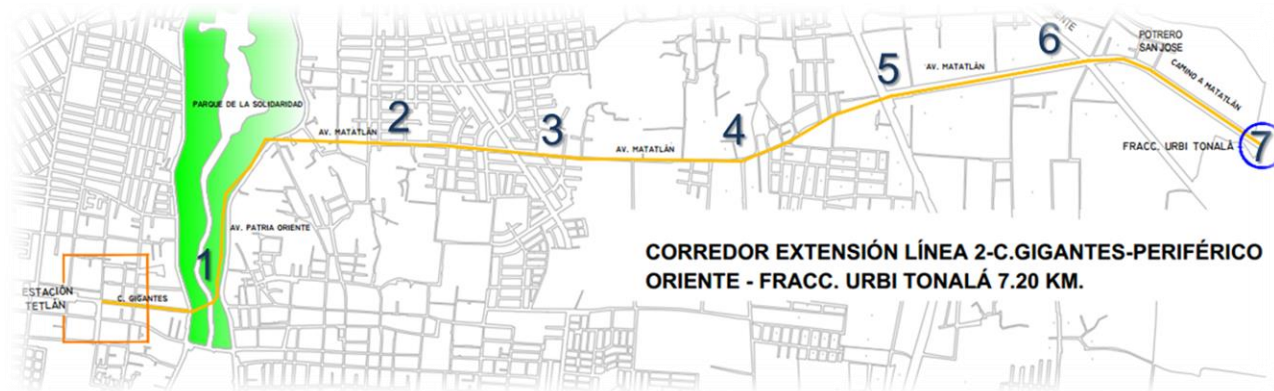 6
ENTE
POTRERO
SAN JOSE
5
AV. MATATLÁN
CAMINO A MATATLÁN
PARQUE DE LA SOLIDARIDAD
2
AV. MATATLÁN
3
AV. MATATLÁN
4
FRACC. URBI TONALÁ
7
AV. PATRIA ORIENTE
1
CORREDOR EXTENSIÓN LÍNEA 2-C.GIGANTES-PERIFÉRICO
ORIENTE - FRACC. URBI TONALÁ 7.20 KM.
ESTACIÓN
TETLÁN
C. GIGANTES